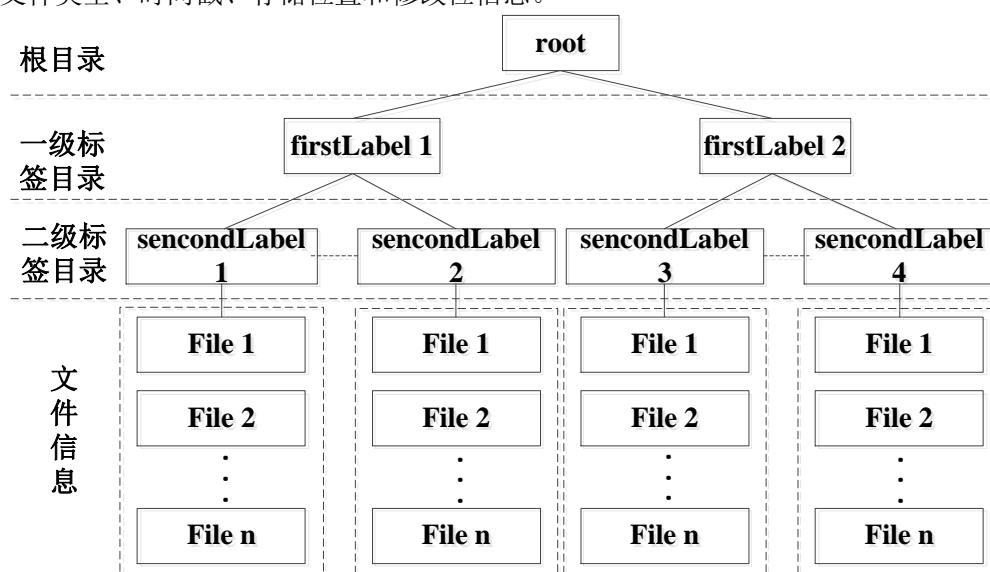 文件类型、时间戳、存储位置和修改位信息。
root
根目录
一级标
签目录
firstLabel 1
firstLabel 2
二级标
签目录
sencondLabel
1
sencondLabel
2
sencondLabel
3
sencondLabel
4
文
件
信
息
File 1
File 2
File n
File 1
File 2
File n
File 1
File 2
File n
File 1
File 2
File n